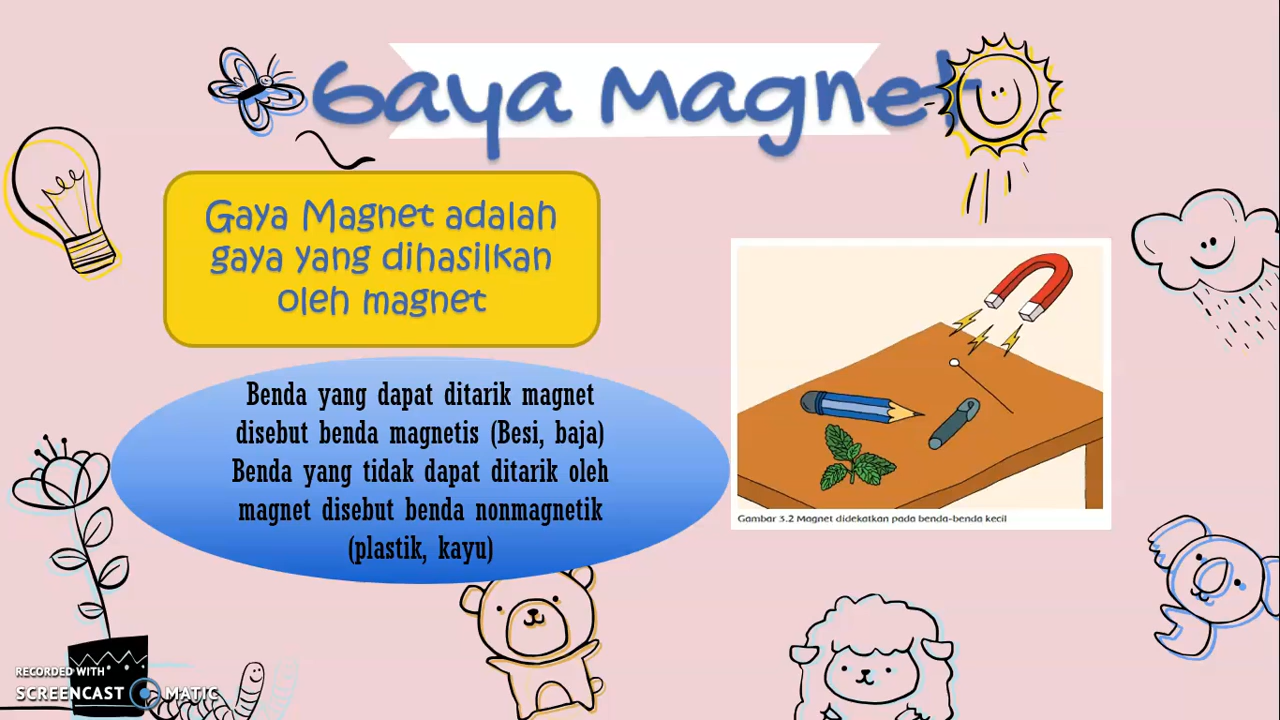 Gaya Magnet
Gaya Magnet adalah
gaya yang dihasilkan
oleh magnet
Benda yang dapat ditarik magnet
disebut benda magnetis (Besi, baja)
Benda yang tidak dapat ditarik oleh
magnet disebut benda nonmagnetik
(plastik, kayu)
Gambar 3.2 Magnet didekatkan pada benda-benda kecil
RECORDED WITH
SCREENCAST MATIC